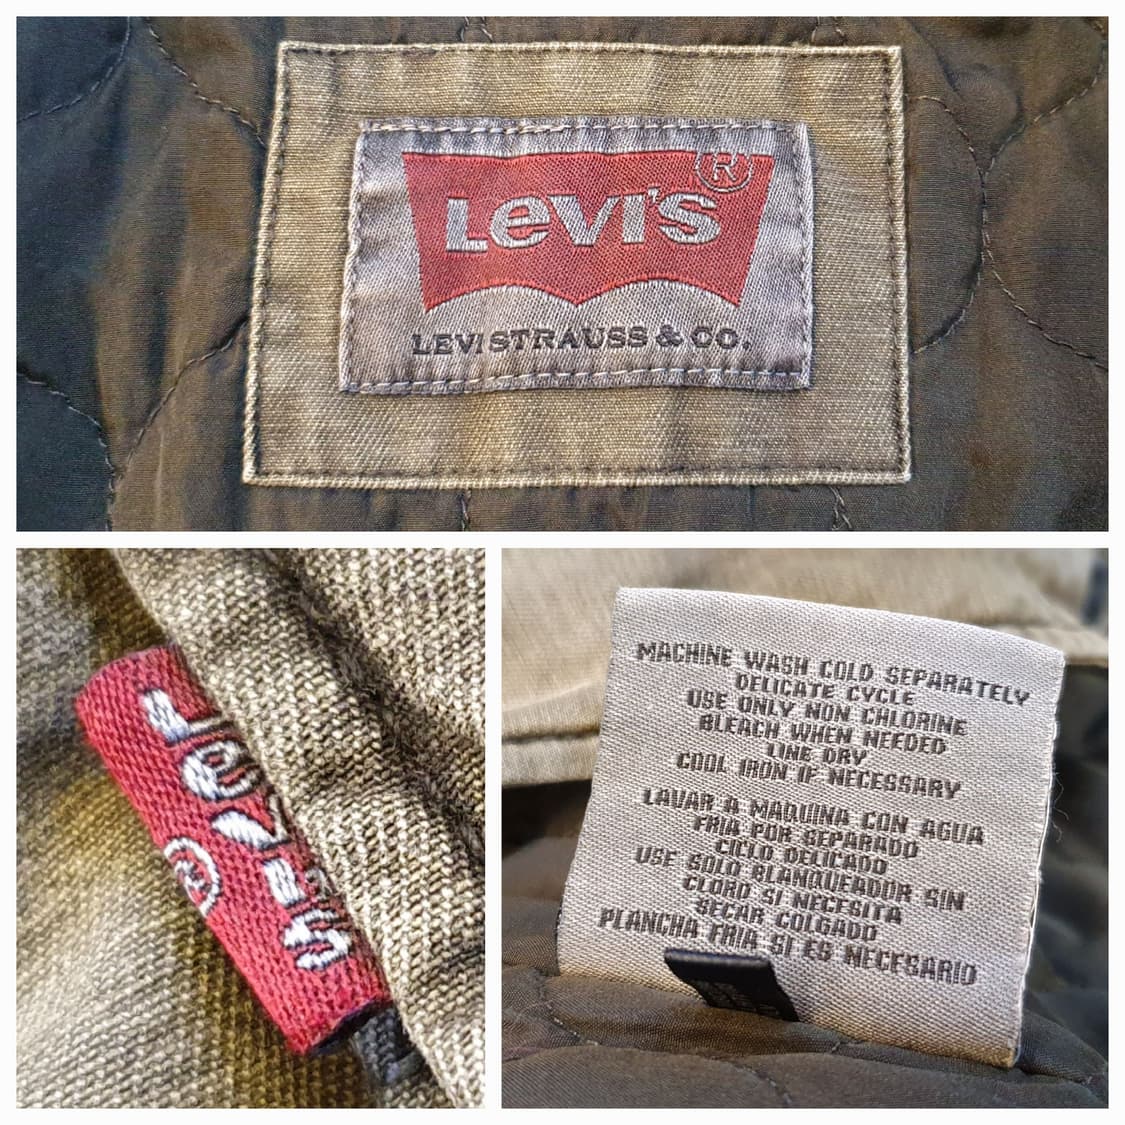 LEVI'S ®
LEVI STRAUSS & CO.
LEVI'S
®
MACHINE WASH COLD SEPARATELY
DELICATE CYCLE
USE ONLY NON CHLORINE
BLEACH WHEN NEEDED
LINE DRY
COOL IRON IF NECESSARY
LAVAR A MAQUINA CON AGUA
FRIA POR SEPARADO
CICLO DELICADO
USE SOLO BLANQUEADOR SIN
CLORO SI NECESITA
SECAR COLGADO
PLANCHA FRIA SI ES NECESARIO